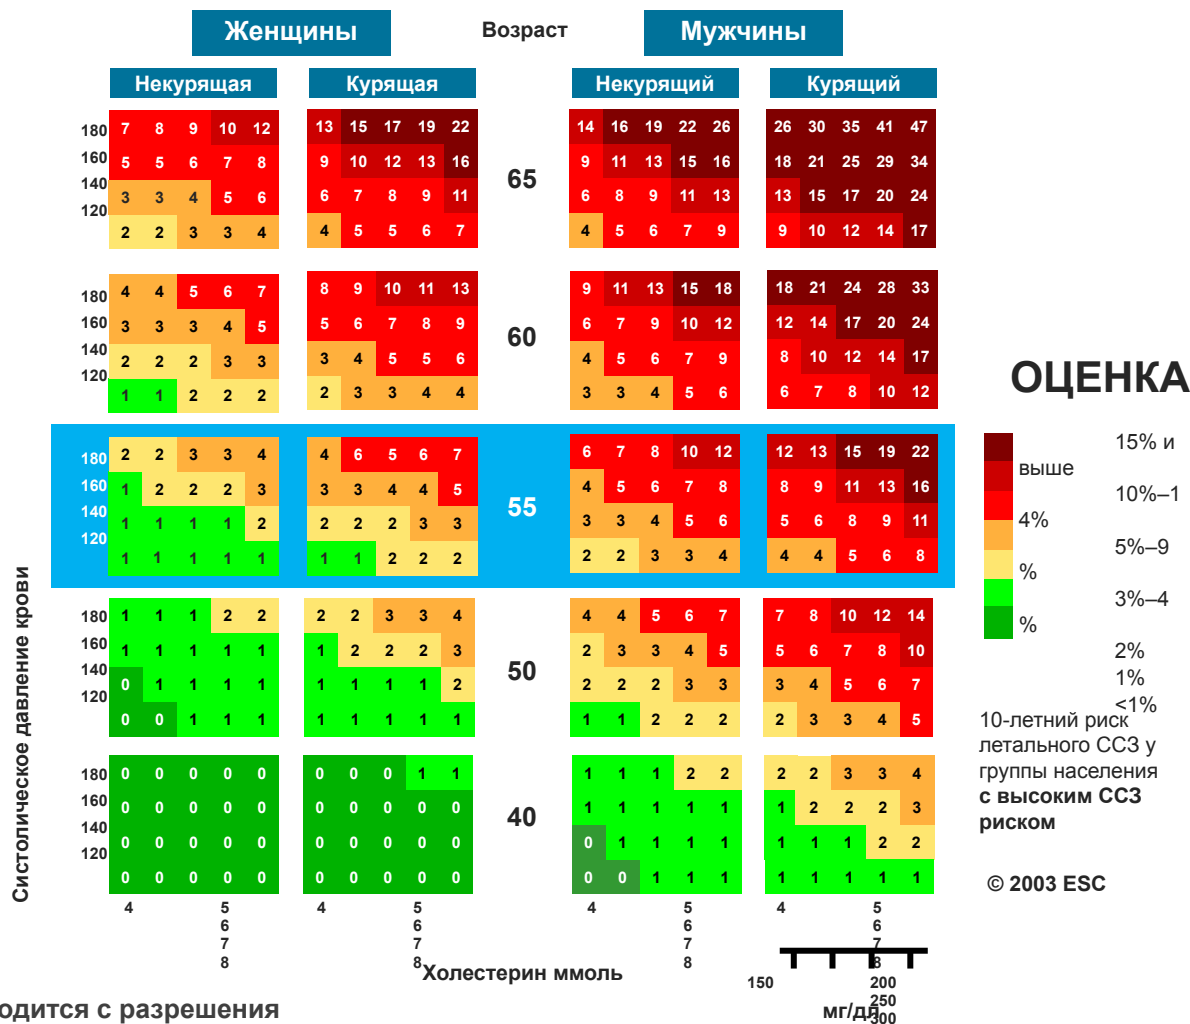 Женщины Возраст Мужчины
Некурящая Курящая Некурящий Курящий
180 7 8 9 10 12 13 15 17 19 22 14 16 19 22 26 26 30 35 41 47
160 5 5 6 7 8 9 10 12 13 16 9 11 13 15 16 18 21 25 29 34
65
140 3 3 4 5 6 6 7 8 9 11 6 8 9 11 13 13 15 17 20 24
120 2 2 3 3 4 4 5 5 6 7 4 5 6 7 9 9 10 12 14 17
180 4 4 5 6 7 8 9 10 11 13 9 11 13 15 18 18 21 24 28 33
160 3 3 3 4 5 5 6 7 8 9 6 7 9 10 12 12 14 17 20 24
60
140 2 2 2 3 3 3 4 5 5 6 4 5 6 7 9 8 10 12 14 17
120 1 1 2 2 2 2 3 3 4 4 3 3 4 5 6 6 7 8 10 12
180 2 2 3 3 4 4 6 5 6 7 6 7 8 10 12 12 13 15 19 22
160 1 2 2 2 3 3 3 4 4 5 4 5 6 7 8 8 9 11 13 16
55
140 1 1 1 1 2 2 2 2 3 3 3 3 4 5 6 5 6 8 9 11
120 1 1 1 1 1 1 1 2 2 2 2 2 3 3 4 4 4 5 6 8
180 1 1 1 2 2 2 2 3 3 4 4 4 5 6 7 7 8 10 12 14
160 1 1 1 1 1 1 2 2 2 3 2 3 3 4 5 5 6 7 8 10
50
140 0 1 1 1 1 1 1 1 1 2 2 2 2 3 3 3 4 5 6 7
120 0 0 1 1 1 1 1 1 1 1 1 1 2 2 2 2 3 3 4 5
180 0 0 0 0 0 0 0 0 1 1 1 1 1 2 2 2 2 3 3 4
160 0 0 0 0 0 0 0 0 0 0 1 1 1 1 1 1 2 2 2 3
40
140 0 0 0 0 0 0 0 0 0 0 0 1 1 1 1 1 1 1 2 2
120 0 0 0 0 0 0 0 0 0 0 0 0 1 1 1 1 1 1 1 1
4 5 4 5 4 5 4 5
6 6 6 6
7 7 7 7
8 8 8 8
Систолическое давление крови
Холестерин ммоль
150 200
250
300
мг/дл
ОЦЕНКА
15% и
выше
10%–1
4%
5%–9
%
3%–4
%
2%
1%
<1%
10-летний риск
летального ССЗ у
группы населения
с высоким ССЗ
риском
© 2003 ESC
одится с разрешения